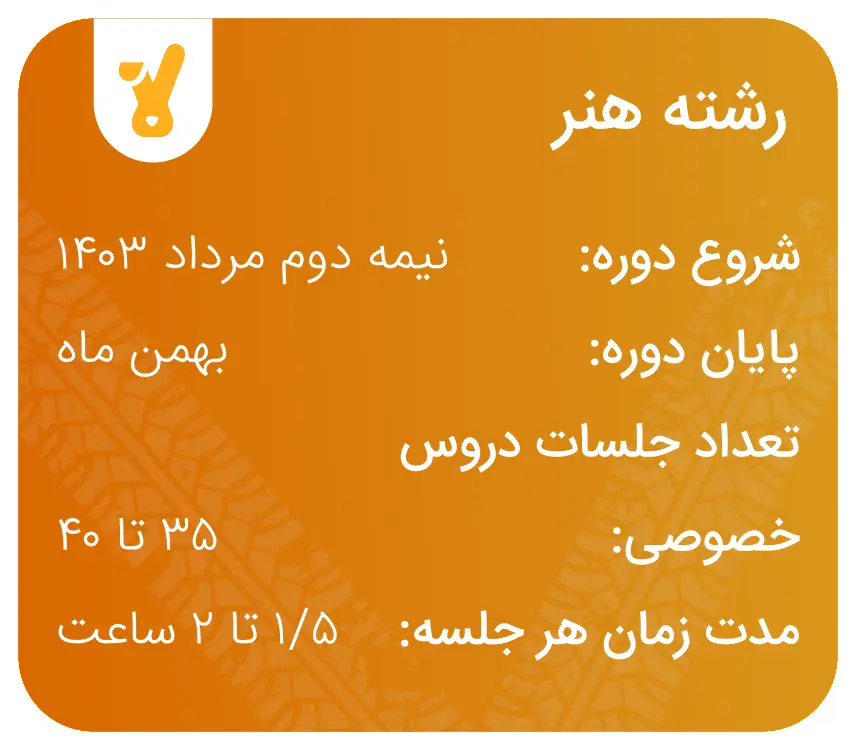 رشته هنر
شروع دوره: نیمه دوم مرداد ۱۴۰۳
پایان دوره: بهمن ماه
تعداد جلسات دروس
خصوصی: ۳۵ تا ۴۰
مدت زمان هر جلسه: ۱/۵ تا ۲ ساعت